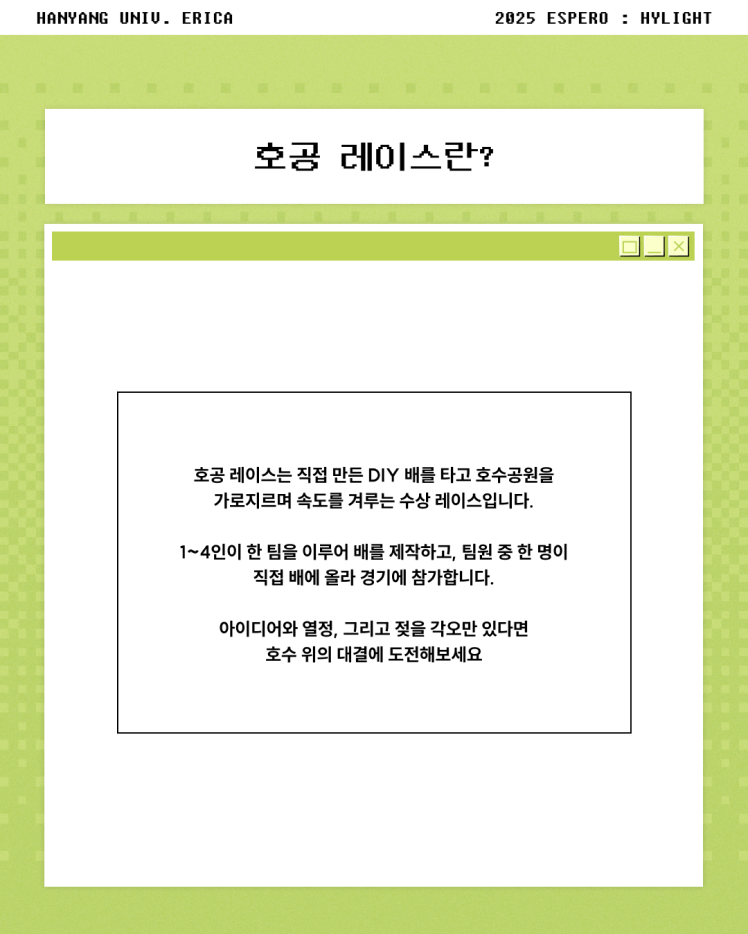 HANYANG UNIV. ERICA
2025 ESPERO : HYLIGHT
호공 레이스란?
호공 레이스는 직접 만든 DIY 배를 타고 호수공원을
가로지르며 속도를 겨루는 수상 레이스입니다.
1~4인이 한 팀을 이루어 배를 제작하고, 팀원 중 한 명이
직접 배에 올라 경기에 참가합니다.
아이디어와 열정, 그리고 젖을 각오만 있다면
호수 위의 대결에 도전해보세요